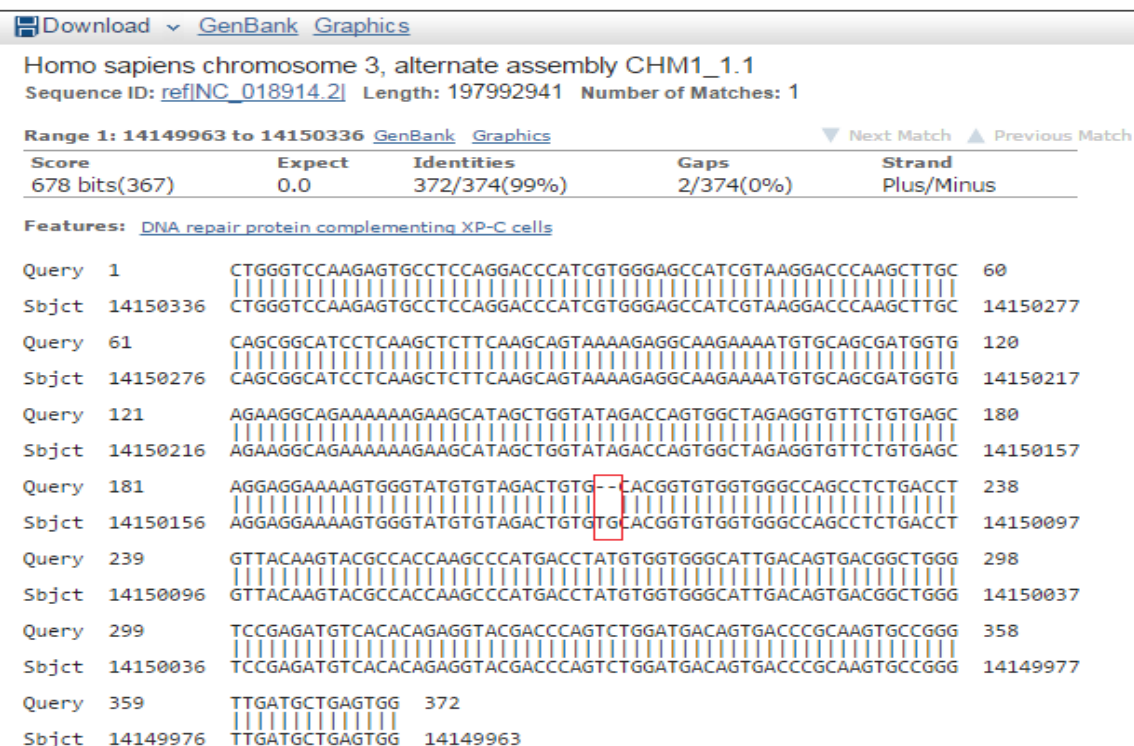 Download GenBank Graphics
Homo sapiens chromosome 3, alternate assembly CHM1_1.1
Sequence ID: ref|NC_018914.2| Length: 197992941 Number of Matches: 1
Range 1: 14149963 to 14150336 GenBank Graphics Next Match Previous Match
Score Expect Identities Gaps Strand
678 bits(367) 0.0 372/374(99%) 2/374(0%) Plus/Minus
Features: DNA repair protein complementing XP-C cells
Query 1 CTGGGTCCAAGAGTGCCTCCAGGACCCATCGTGGGAGCCATCGTAAGGACCCAAGCTTGC 60
Sbjct 14150336 CTGGGTCCAAGAGTGCCTCCAGGACCCATCGTGGGAGCCATCGTAAGGACCCAAGCTTGC 14150277
Query 61 CAGCGGCATCCTCAAGCTCTTCAAGCAGTAAAAGAGGCAAGAAAATGTGCAGCGATGGTG 120
Sbjct 14150276 CAGCGGCATCCTCAAGCTCTTCAAGCAGTAAAAGAGGCAAGAAAATGTGCAGCGATGGTG 14150217
Query 121 AGAAGGCAGAAAAAAGAAGCATAGCTGGTATAGACCAGTGGCTAGAGGTGTTCTGTGAGC 180
Sbjct 14150216 AGAAGGCAGAAAAAAGAAGCATAGCTGGTATAGACCAGTGGCTAGAGGTGTTCTGTGAGC 14150157
Query 181 AGGAGGAAAAGTGGGTATGTGTAGACTGTG--CACGGTGTGGTGGGCCAGCCTCTGACCT 238
Sbjct 14150156 AGGAGGAAAAGTGGGTATGTGTAGACTGTGTGCACGGTGTGGTGGGCCAGCCTCTGACCT 14150097
Query 239 GTTACAAGTACGCCACCAAGCCCATGACCTATGTGGTGGGCATTGACAGTGACGGCTGGG 298
Sbjct 14150096 GTTACAAGTACGCCACCAAGCCCATGACCTATGTGGTGGGCATTGACAGTGACGGCTGGG 14150037
Query 299 TCCGAGATGTCACACAGAGGTACGACCCAGTCTGGATGACAGTGACCCGCAAGTGCCGGG 358
Sbjct 14150036 TCCGAGATGTCACACAGAGGTACGACCCAGTCTGGATGACAGTGACCCGCAAGTGCCGGG 14149977
Query 359 TTGATGCTGAGTGG 372
Sbjct 14149976 TTGATGCTGAGTGG 14149963